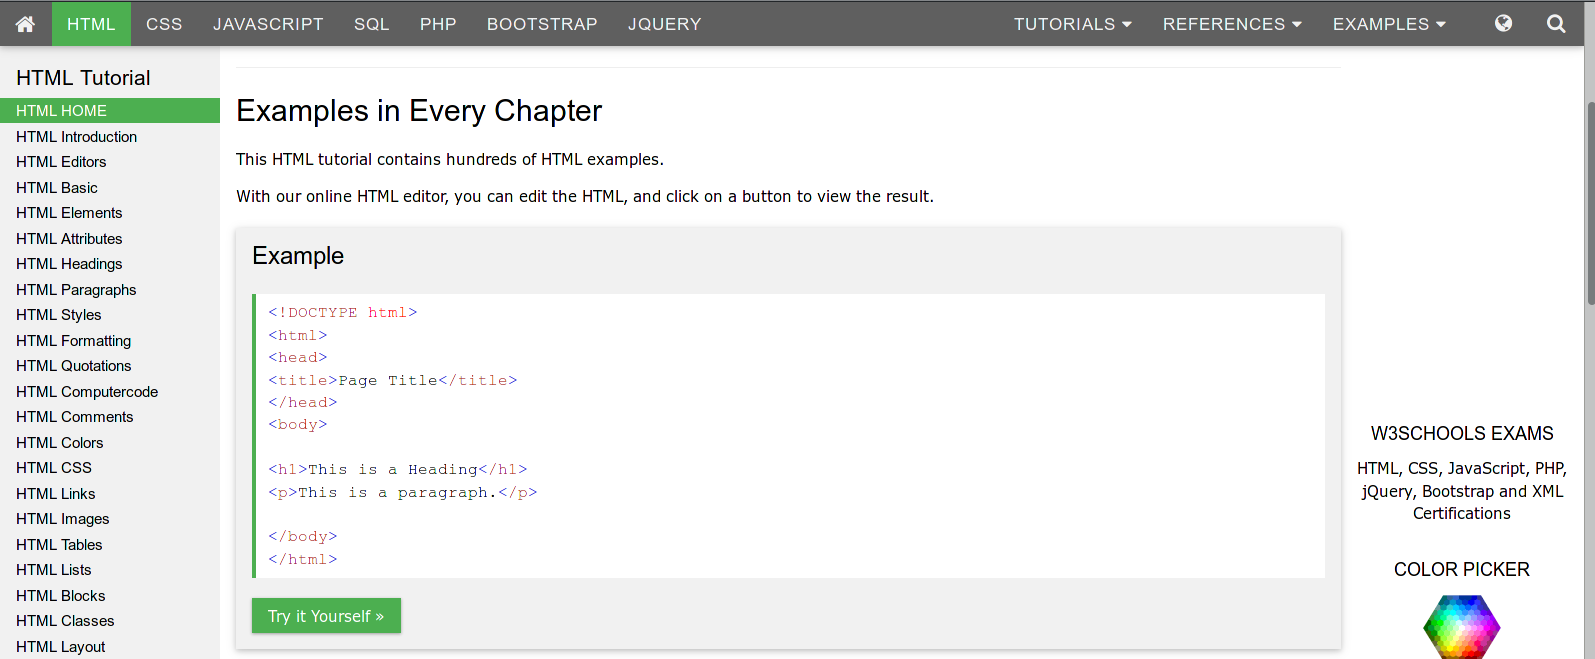 HTML CSS JAVASCRIPT SQL PHP BOOTSTRAP JQUERY TUTORIALS REFERENCES EXAMPLES
HTML Tutorial
HTML HOME
HTML Introduction
HTML Editors
HTML Basic
HTML Elements
HTML Attributes
HTML Headings
HTML Paragraphs
HTML Styles
HTML Formatting
HTML Quotations
HTML Computercode
HTML Comments
HTML Colors
HTML CSS
HTML Links
HTML Images
HTML Tables
HTML Lists
HTML Blocks
HTML Classes
HTML Layout
Examples in Every Chapter
This HTML tutorial contains hundreds of HTML examples.
With our online HTML editor, you can edit the HTML, and click on a button to view the result.
Example
<!DOCTYPE html>
<html>
<head>
<title>Page Title</title>
</head>
<body>
<h1>This is a Heading</h1>
<p>This is a paragraph.</p>
</body>
</html>
Try it Yourself »
W3SCHOOLS EXAMS
HTML, CSS, JavaScript, PHP,
jQuery, Bootstrap and XML
Certifications
COLOR PICKER